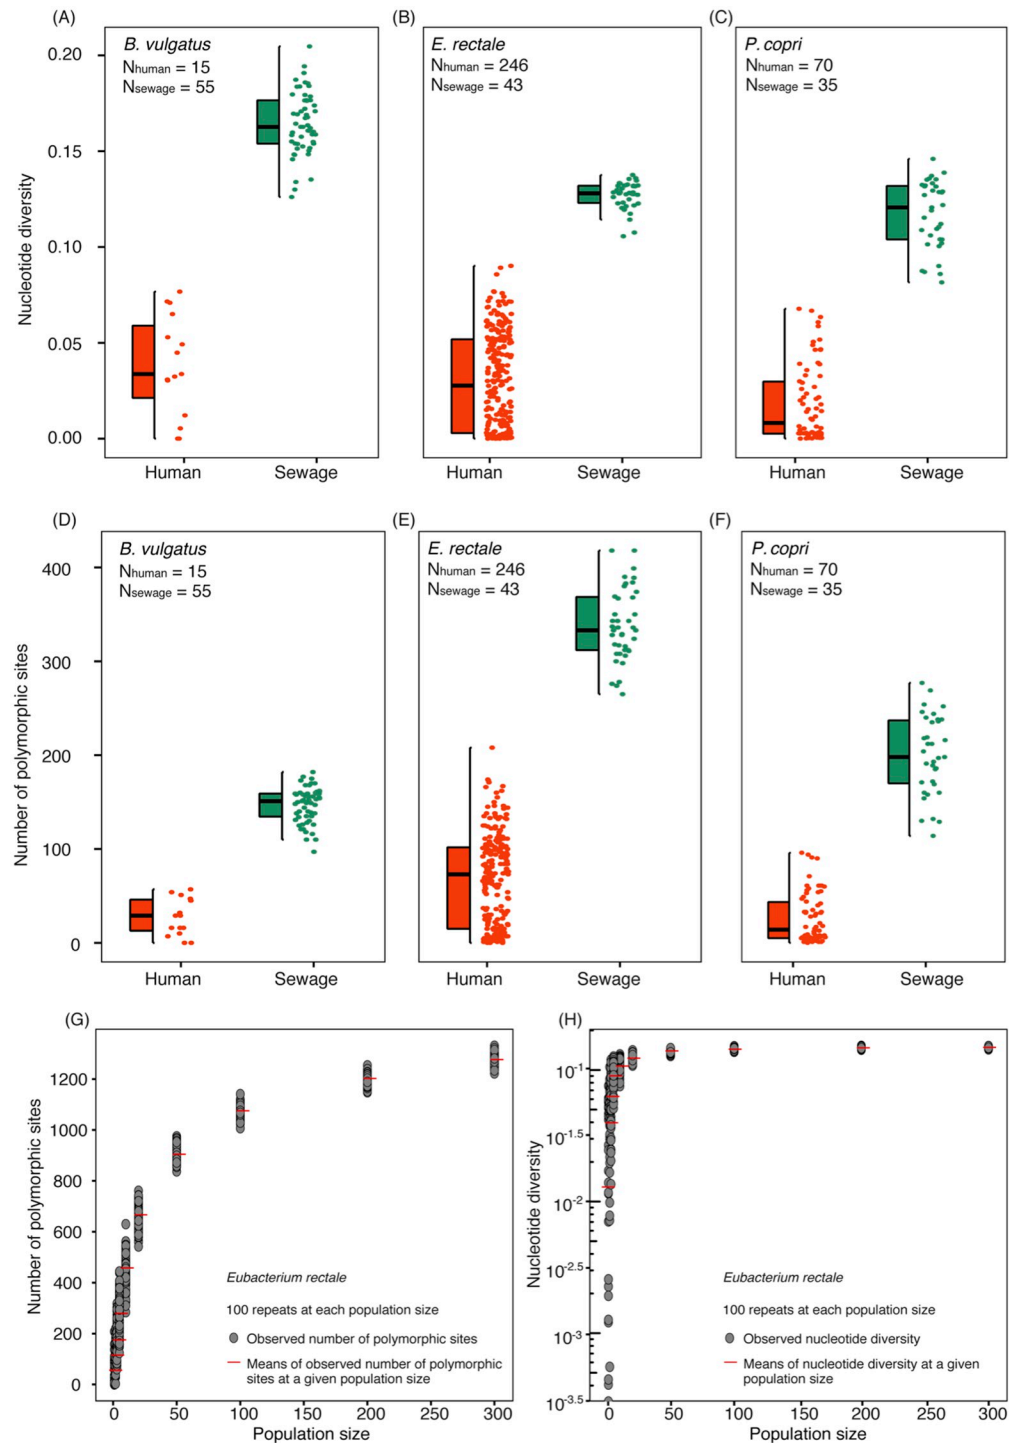 (A)
B. vulgatus
Nhuman = 15
Nsewage = 55
(B)
E. rectale
Nhuman = 246
Nsewage = 43
(C)
P. copri
Nhuman = 70
Nsewage = 35
Nucleotide diversity
0.20
0.15
0.10
0.05
0.00
Human
Sewage
Human
Sewage
Human
Sewage
(D)
B. vulgatus
Nhuman = 15
Nsewage = 55
(E)
E. rectale
Nhuman = 246
Nsewage = 43
(F)
P. copri
Nhuman = 70
Nsewage = 35
Number of polymorphic sites
400
300
200
100
0
Human
Sewage
Human
Sewage
Human
Sewage
(G)
Number of polymorphic sites
1200
1000
800
600
400
200
0
Eubacterium rectale
100 repeats at each population size
Observed number of polymorphic sites
Means of observed number of polymorphic
sites at a given population size
0 50 100 150 200 250 300
Population size
(H)
Nucleotide diversity
10-1
10-1.5
10-2
10-2.5
10-3
10-3.5
Eubacterium rectale
100 repeats at each population size
Observed nucleotide diversity
Means of nucleotide diversity at a given
population size
0 50 100 150 200 250 300
Population size